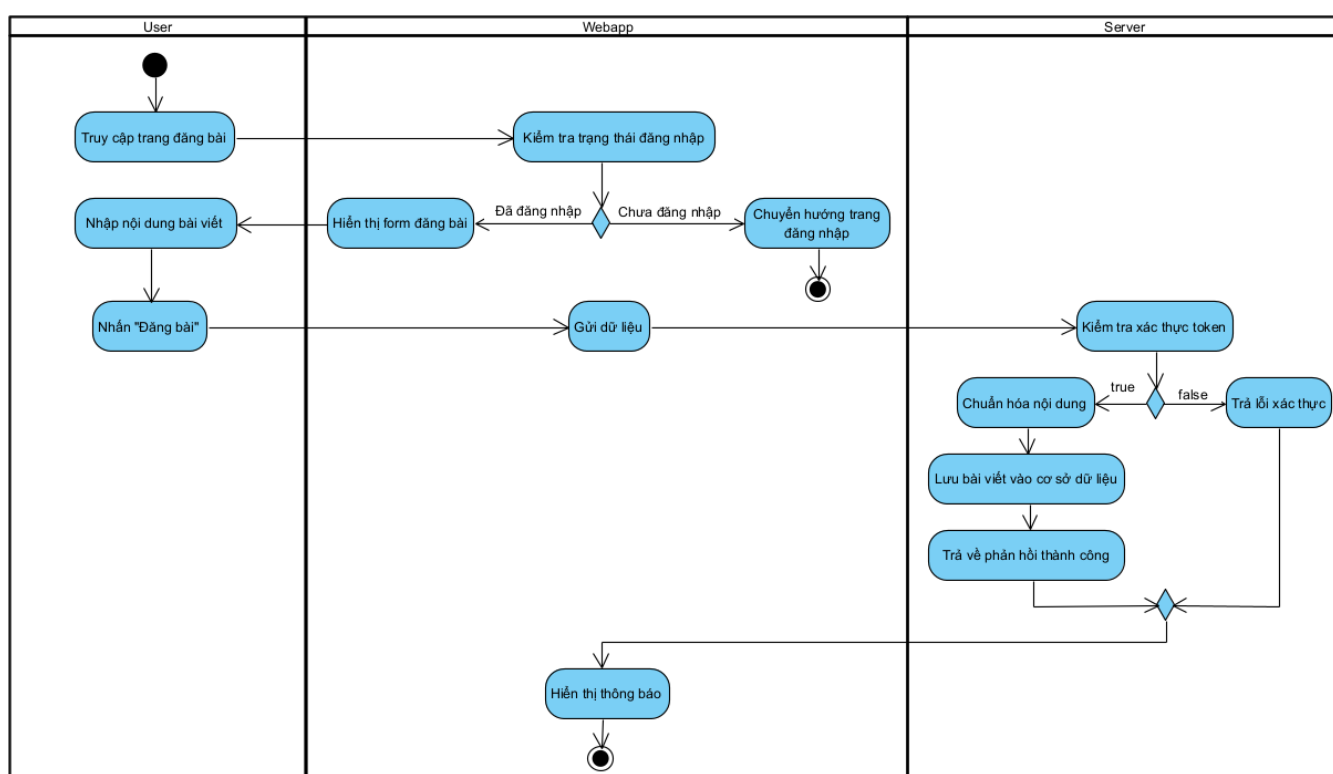 User
Webapp
Server
Truy cập trang đăng bài
Kiểm tra trạng thái đăng nhập
Nhập nội dung bài viết
Hiển thị form đăng bài
Đã đăng nhập
Chưa đăng nhập
Chuyển hướng trang
đăng nhập
Nhấn "Đăng bài"
Gửi dữ liệu
Kiểm tra xác thực token
true
false
Chuẩn hóa nội dung
Trả lỗi xác thực
Lưu bài viết vào cơ sở dữ liệu
Trả về phản hồi thành công
Hiển thị thông báo